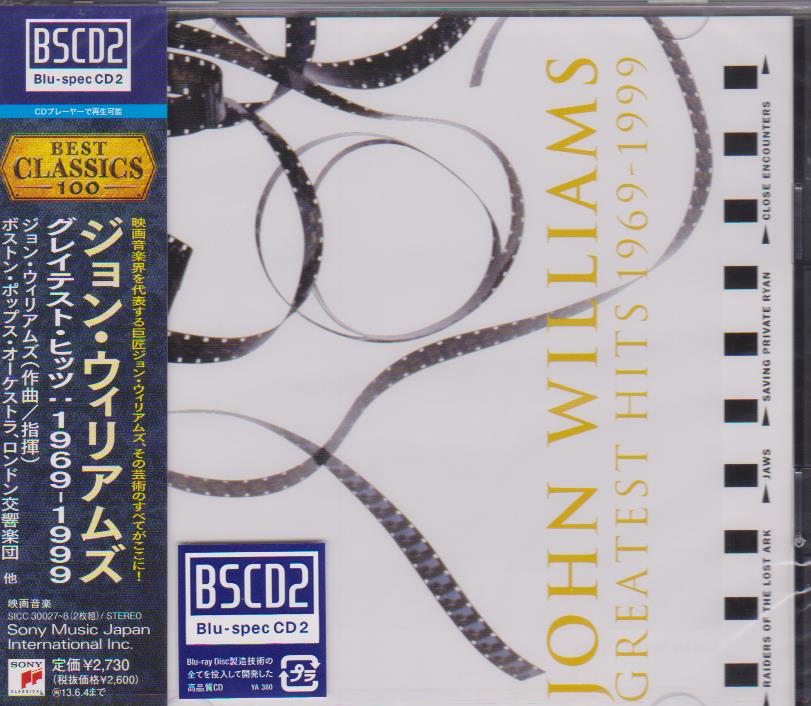 BSCD2
Blu-spec CD2
CDプレーヤーで再生可能
BEST
CLASSICS
100
映画音楽界を代表する巨匠ジョン・ウィリアムズ、その芸術のすべてがここに!
ジョン・ウィリアムズ
グレイテスト・ヒッツ:1969-1999
ジョン・ウィリアムズ(作曲/指揮)
ボストン・ポップス・オーケストラ、ロンドン交響楽団 他
映画音楽
SICC 30027~8(2枚組)/STEREO
Sony Music Japan
International Inc.
SONY
CLASSICAL
定価¥2,730
(税抜価格¥2,600)
13.6.4まで
BSCD2
Blu-spec CD2
Blu-ray Disc製造技術の
全てを投入して開発した
高品質CD
YA 380
プラ
JOHN WILLIAMS
GREATEST HITS 1969-1999
RAIDERS OF THE LOST ARK
JAWS
SAVING PRIVATE RYAN
CLOSE ENCOUNTERS